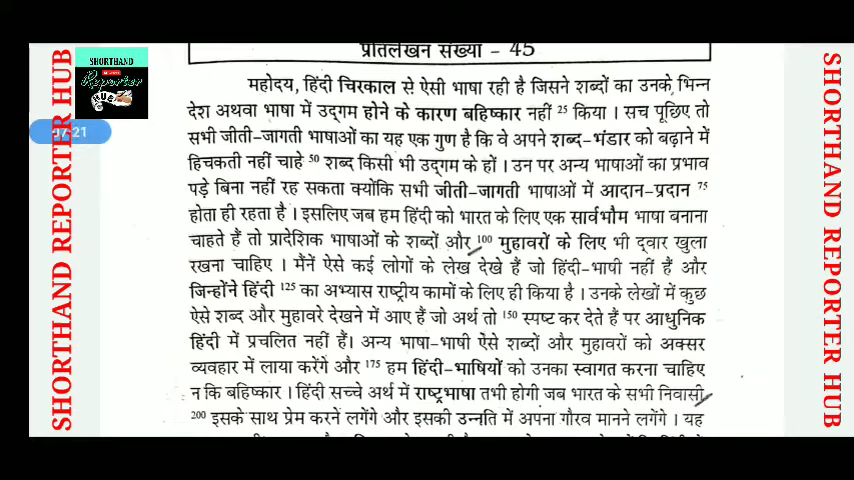 SHORTHAND
Reporter
HUB
07:21
SHORTHAND REPORTER HUB
SHORTHAND REPORTER HUB
प्रतिलेखन संख्या – 45
महोदय, हिंदी चिरकाल से ऐसी भाषा रही है जिसने शब्दों का उनके भिन्न
देश अथवा भाषा में उद्गम होने के कारण बहिष्कार नहीं 25 किया । सच पूछिए तो
सभी जीती–जागती भाषाओं का यह एक गुण है कि वे अपने शब्द–भंडार को बढ़ाने में
हिचकती नहीं चाहे 50 शब्द किसी भी उद्गम के हों । उन पर अन्य भाषाओं का प्रभाव
पड़े बिना नहीं रह सकता क्योंकि सभी जीती–जागती भाषाओं में आदान–प्रदान 75
होता ही रहता है । इसलिए जब हम हिंदी को भारत के लिए एक सार्वभौम भाषा बनाना
चाहते हैं तो प्रादेशिक भाषाओं के शब्दों और 100 मुहावरों के लिए भी द्वार खुला
रखना चाहिए । मैंनें ऐसे कई लोगों के लेख देखे हैं जो हिंदी–भाषी नहीं हैं और
जिन्होंने हिंदी 125 का अभ्यास राष्ट्रीय कामों के लिए ही किया है । उनके लेखों में कुछ
ऐसे शब्द और मुहावरे देखने में आए हैं जो अर्थ तो 150 स्पष्ट कर देते हैं पर आधुनिक
हिंदी में प्रचलित नहीं हैं। अन्य भाषा–भाषी ऐसे शब्दों और मुहावरों को अक्सर
व्यवहार में लाया करेंगे और 175 हम हिंदी–भाषियों को उनका स्वागत करना चाहिए
न कि बहिष्कार । हिंदी सच्चे अर्थ में राष्ट्रभाषा तभी होगी जब भारत के सभी निवासी
200 इसके साथ प्रेम करने लगेंगे और इसकी उन्नति में अपना गौरव मानने लगेंगे । यह